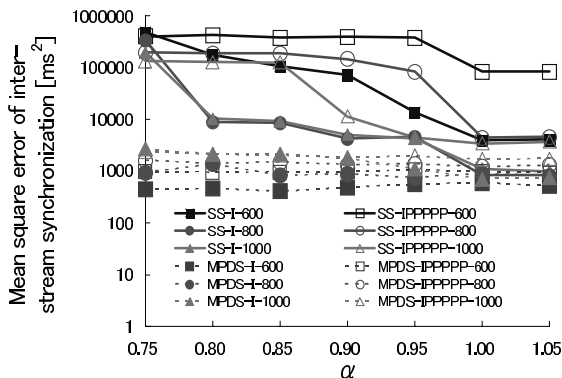 Mean square error of inter-
stream synchronization [ms²]
1000000
100000
10000
1000
100
10
1
SS-I-600
SS-IPPPPP-600
SS-I-800
SS-IPPPPP-800
SS-I-1000
SS-IPPPPP-1000
MPDS-I-600
MPDS-IPPPPP-600
MPDS-I-800
MPDS-IPPPPP-800
MPDS-I-1000
MPDS-IPPPPP-1000
0.75 0.80 0.85 0.90 0.95 1.00 1.05
α